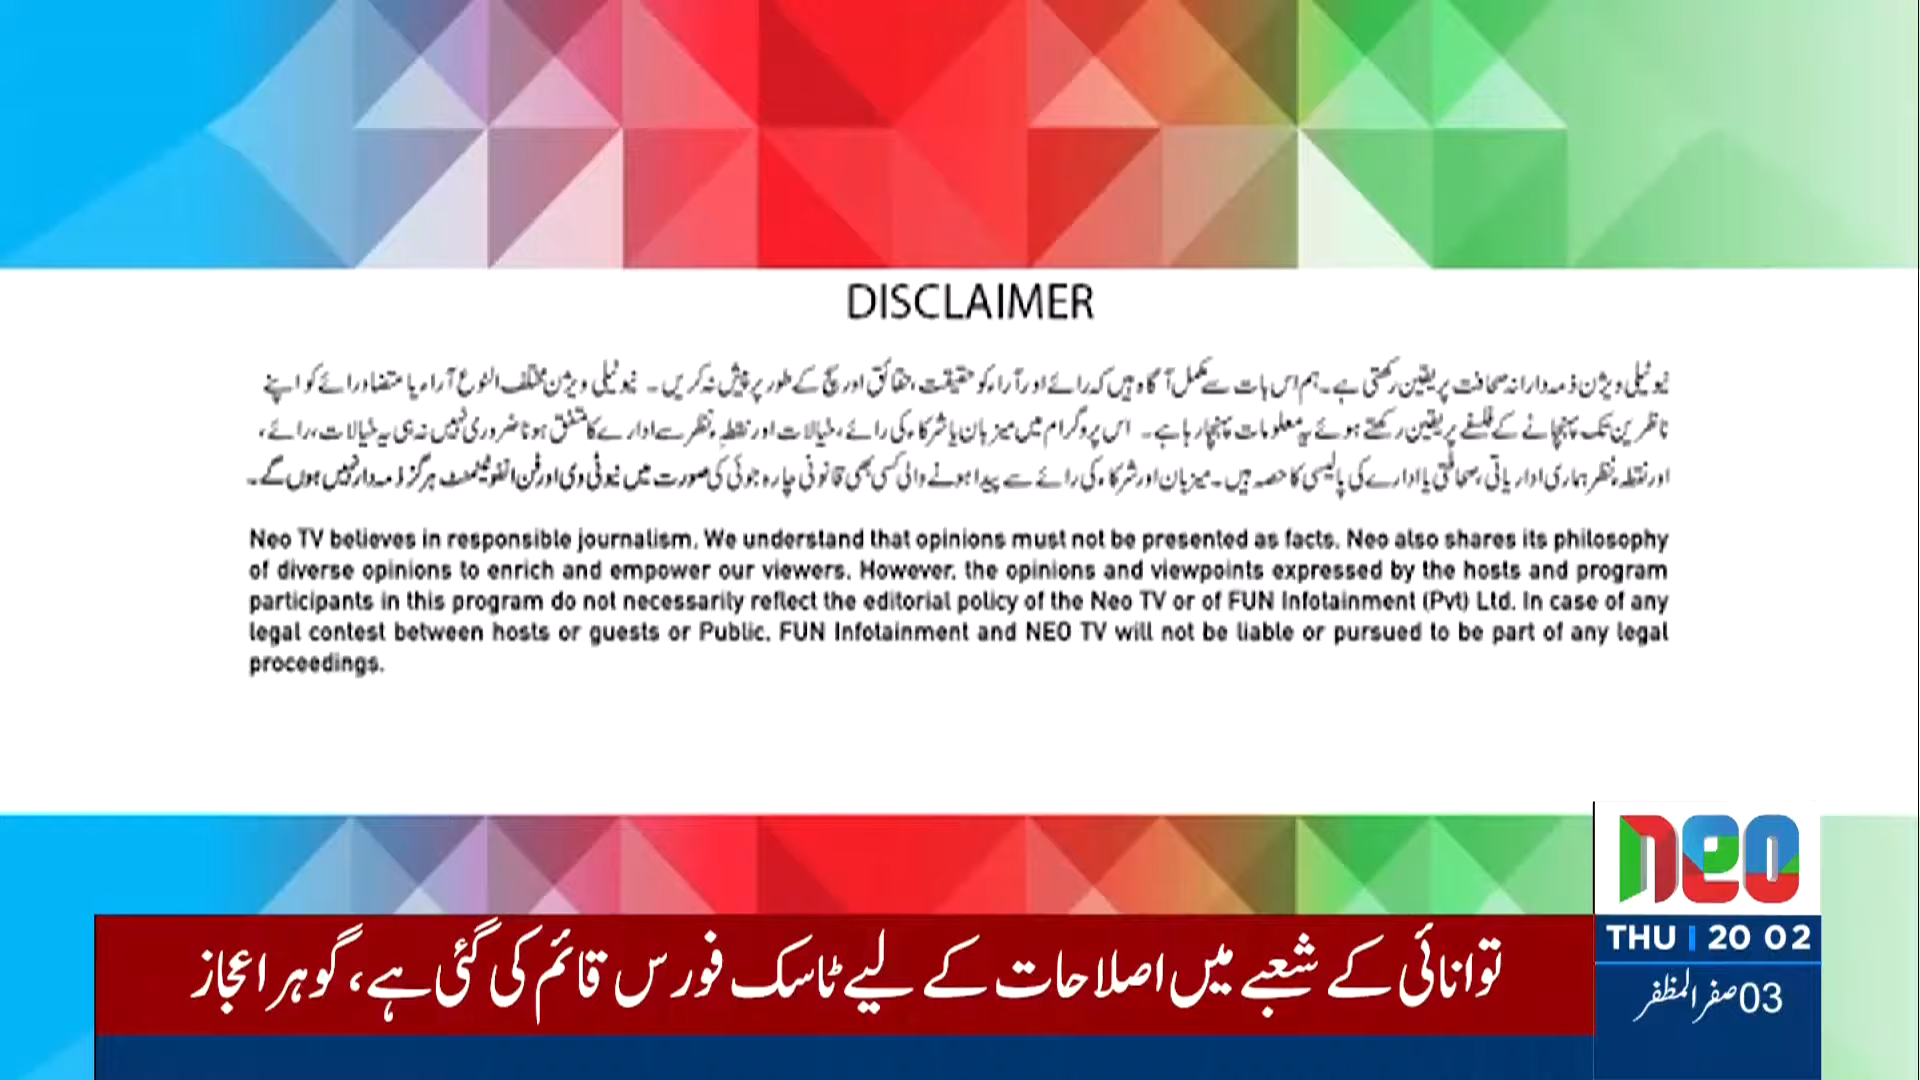 DISCLAIMER
نیو ٹیلی ویژن ذمہ دارانہ صحافت پر یقین رکھتی ہے۔ ہم اس بات سے مکمل آگاہ ہیں کہ رائے اور آراء کو حقیقت، حقائق اور سچ کے طور پر پیش نہ کریں۔ نیو ٹیلی ویژن مختلف النوع آراء یا متضاد رائے کو اپنے
ناظرین تک پہنچانے کے فلسفے پر یقین رکھتے ہوئے یہ معلومات پہنچا رہا ہے۔ اس پروگرام میں میزبان یا شرکاء کی رائے، خیالات اور نقطہ نظر سے ادارے کا متفق ہونا ضروری نہیں نہ ہی یہ خیالات، رائے،
اور نقطہ نظر ہماری ادارتی، صحافتی یا ادارے کی پالیسی کا حصہ ہیں۔ میزبان اور شرکاء کی رائے سے پیدا ہونے والی کسی بھی قانونی چارہ جوئی کی صورت میں نیو ٹی وی اور فن انفوٹینمنٹ ہرگز ذمہ دار نہیں ہوں گے۔
Neo TV believes in responsible journalism. We understand that opinions must not be presented as facts. Neo also shares its philosophy
of diverse opinions to enrich and empower our viewers. However, the opinions and viewpoints expressed by the hosts and program
participants in this program do not necessarily reflect the editorial policy of the Neo TV or of FUN Infotainment (Pvt) Ltd. In case of any
legal contest between hosts or guests or Public, FUN Infotainment and NEO TV will not be liable or pursued to be part of any legal
proceedings.
neo
توانائی کے شعبے میں اصلاحات کے لیے ٹاسک فورس قائم کی گئی ہے، گوہر اعجاز
THU | 20 02
03 صفر المظفر